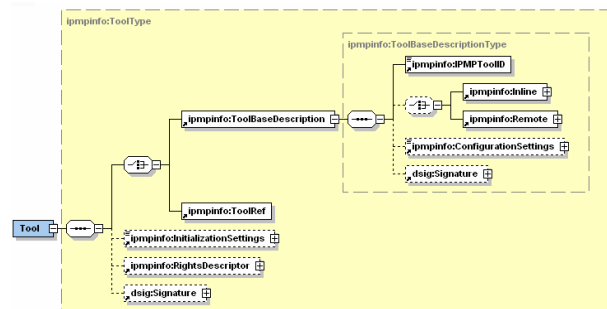 ipmpinfo:ToolType
ipmpinfo:ToolBaseDescriptionType
ipmpinfo:IPMPToolID
ipmpinfo:Inline
ipmpinfo:ToolBaseDescription
ipmpinfo:Remote
ipmpinfo:ConfigurationSettings
dsig:Signature
ipmpinfo:ToolRef
Tool
ipmpinfo:InitializationSettings
ipmpinfo:RightsDescriptor
dsig:Signature